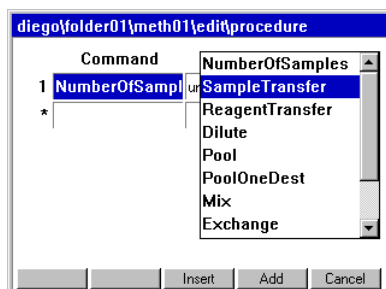 diego\folder01\meth01\edit\procedure
Command
NumberOfSamples
1 NumberOfSampl ur SampleTransfer
* ReagentTransfer
Dilute
Pool
PoolOneDest
Mix
Exchange
Insert Add Cancel